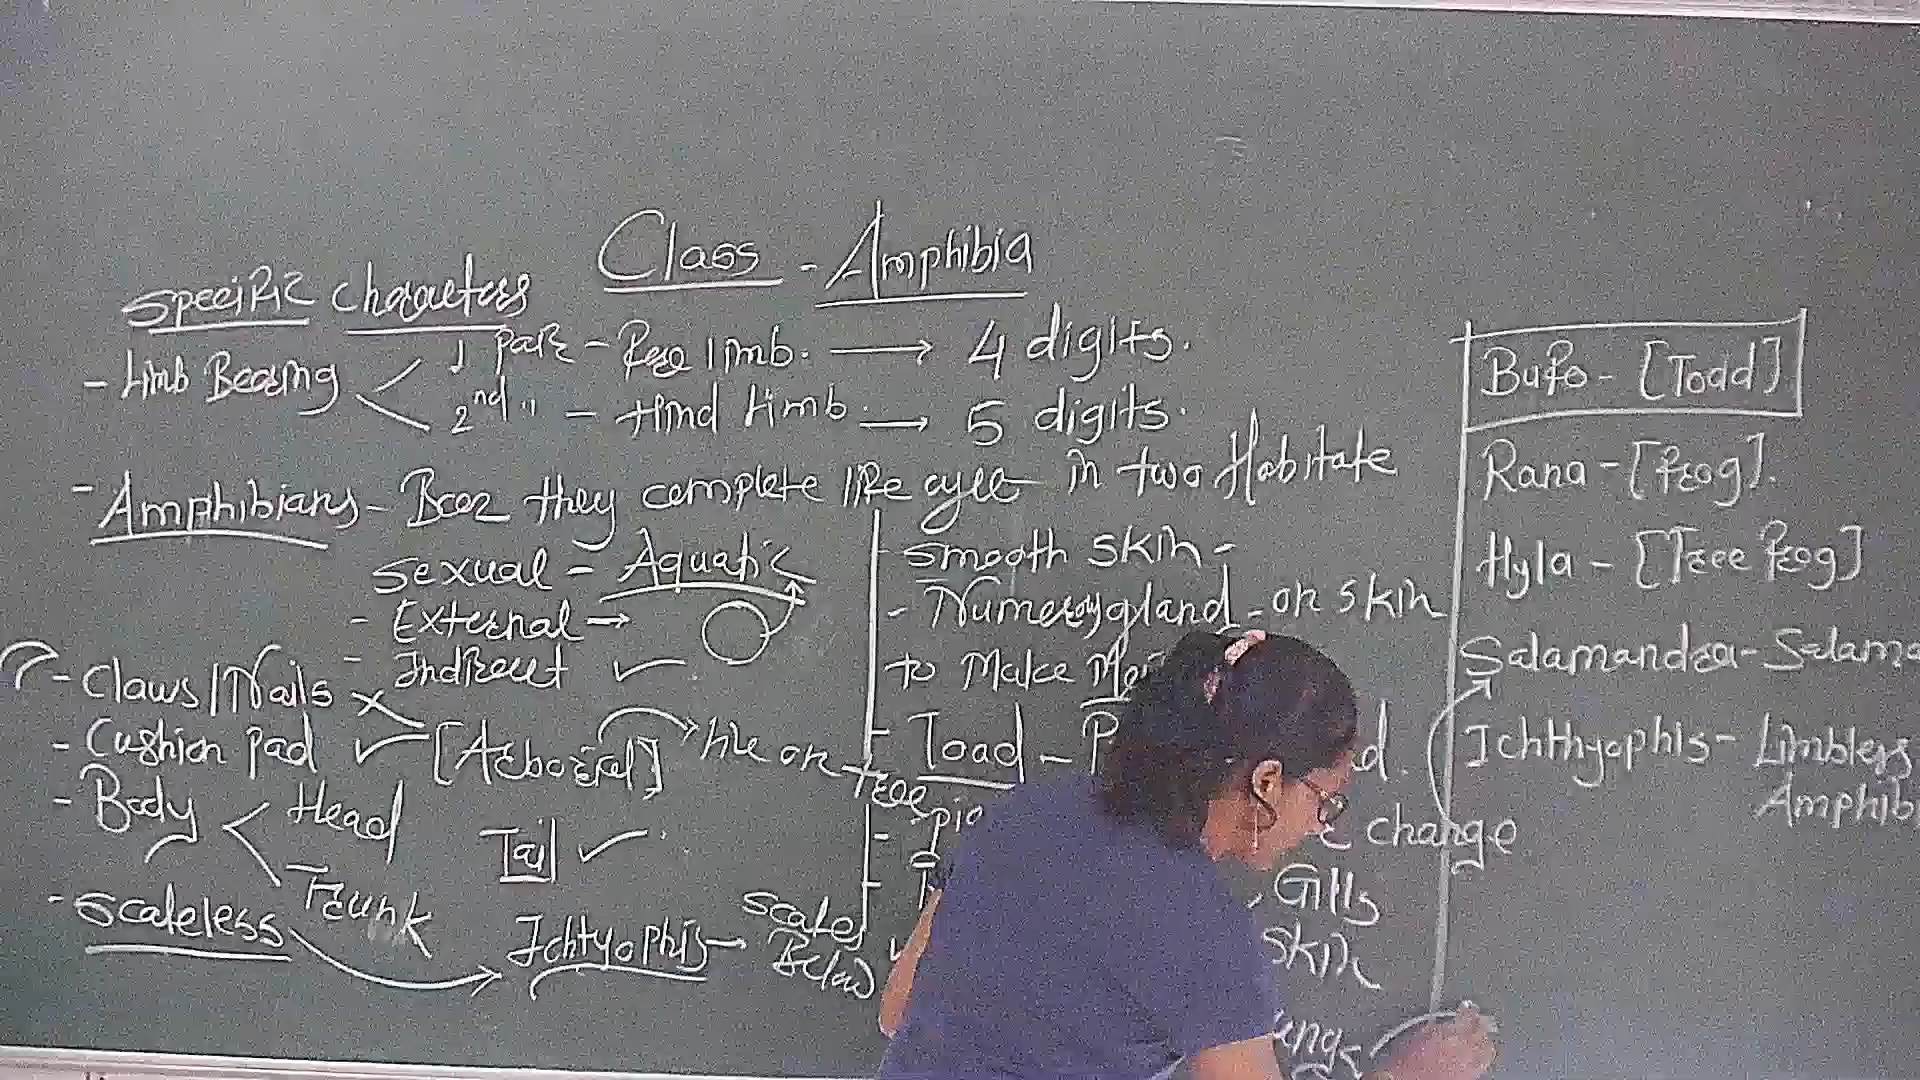 Class - Amphibia
Specific characters
- Limb Bearing
1 pair - Fore limb. → 4 digits.
2nd " - Hind limb. → 5 digits.
- Amphibians - Bcoz they complete life cycle in two Habitate
Sexual - Aquatic
- External →
- Indirect ✓
- Claws/Nails ×
- Cushion pad ✓ [Arboreal] → live on tree
- Body
Head
Trunk
Tail ✓
- Scaleless → Ichtyophis → Scales
Below
smooth skin -
- Numerous gland - on skin
to Make
- Toad - P
change
Gills
Skin
Bufo - [Todd]
Rana - [Frog].
Hyla - [Tree Frog]
Salamandra - Salama
Ichthyophis - Limbless
Amphib